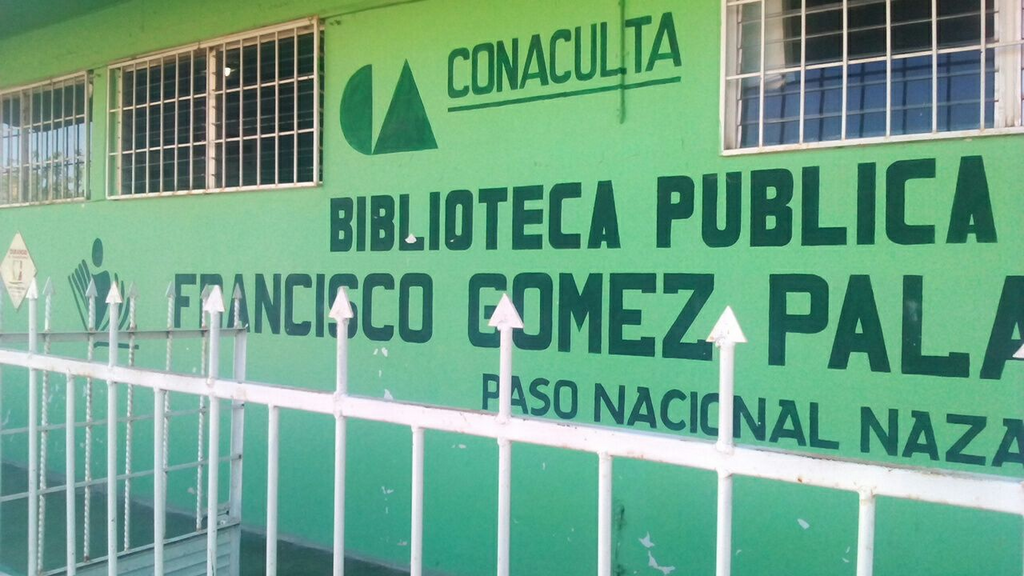 CONACULTA
BIBLIOTECA PUBLICA
FRANCISCO GOMEZ PALA
PASO NACIONAL NAZA